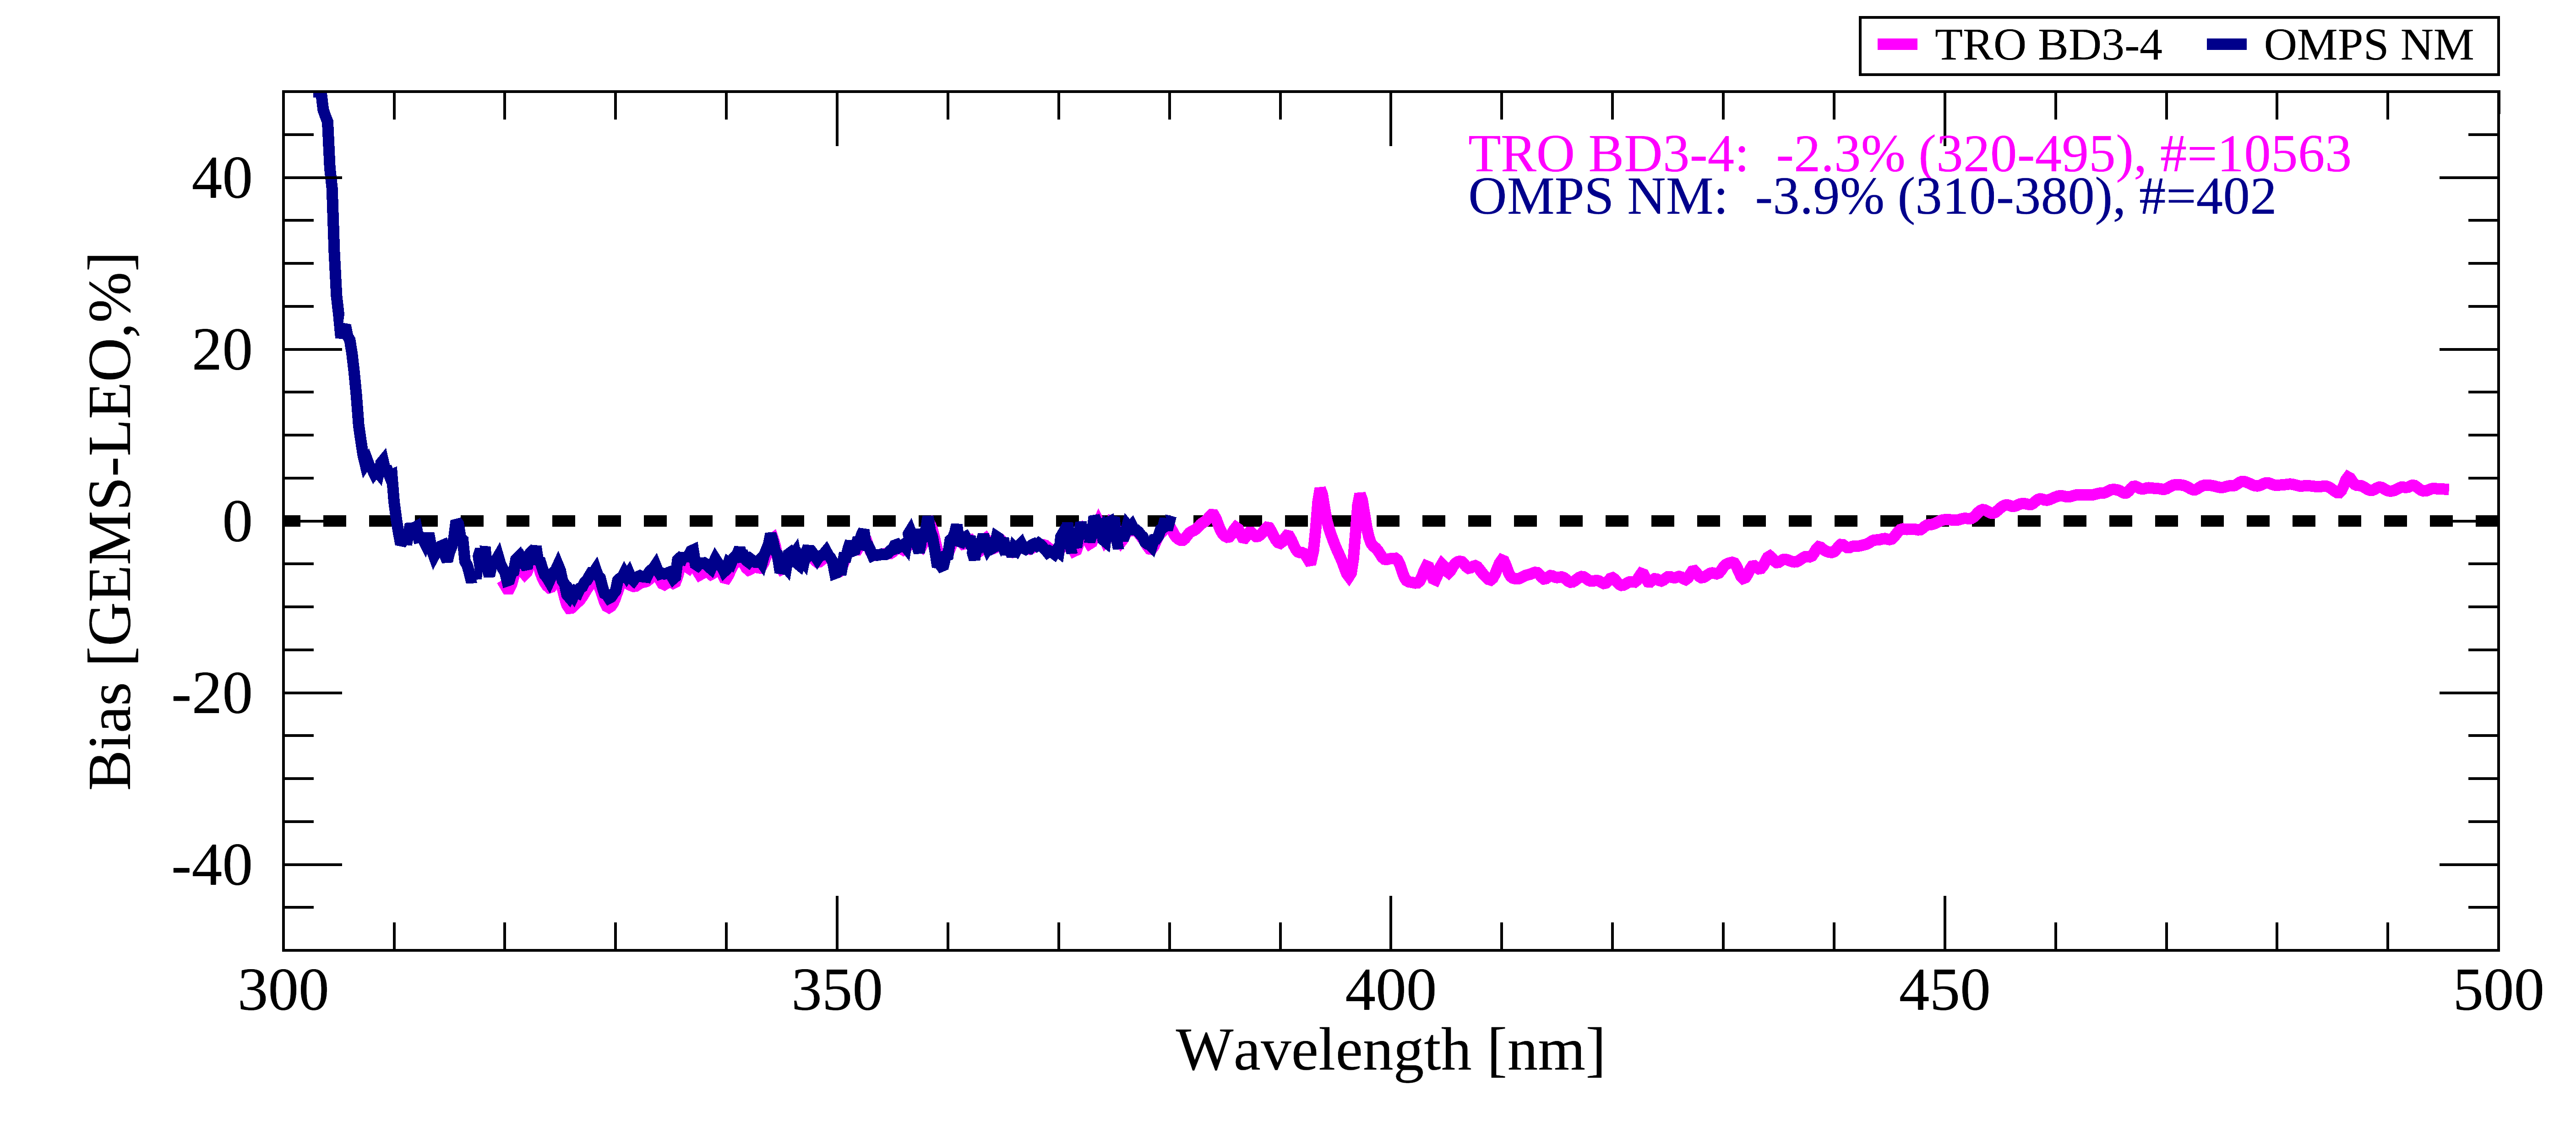 TRO BD3-4 OMPS NM
TRO BD3-4: -2.3% (320-495), #=10563
OMPS NM: -3.9% (310-380), #=402
Bias [GEMS-LEO,%]
40
20
0
-20
-40
300 350 400 450 500
Wavelength [nm]